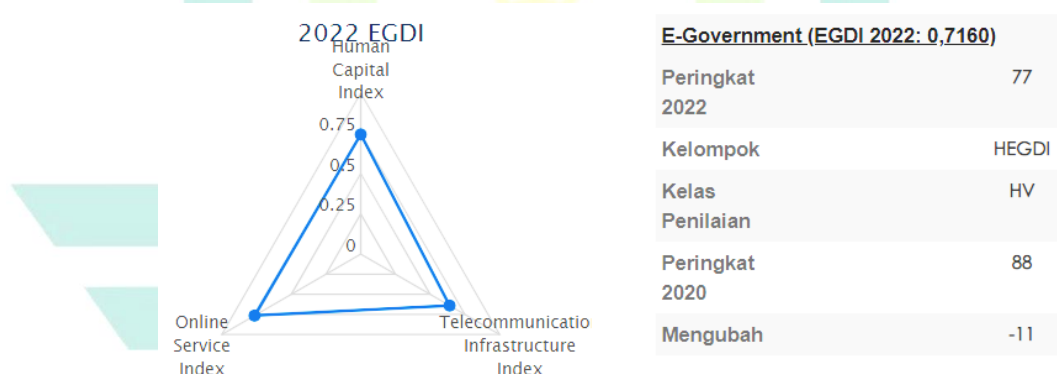 2022 EGDI
Human
Capital
Index
0.75
0.5
0.25
0
Online
Service
Index
Telecommunicatio
Infrastructure
Index
E-Government (EGDI 2022: 0,7160)
Peringkat
2022
77
Kelompok
HEGDI
Kelas
Penilaian
HV
Peringkat
2020
88
Mengubah
-11